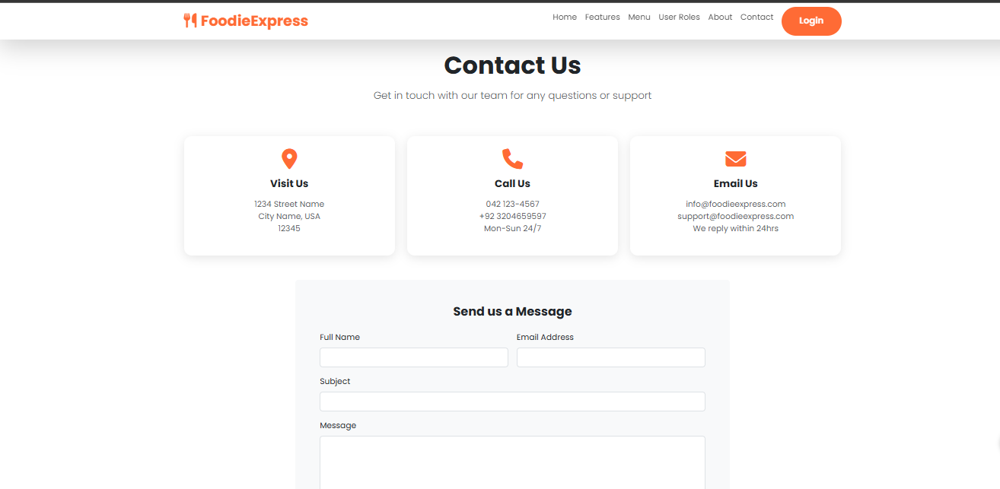 FoodieExpress
Home Features Menu User Roles About Contact Login
Contact Us
Get in touch with our team for any questions or support
Visit Us
1234 Street Name
City Name, USA
12345
Call Us
042 123-4567
+92 3204659597
Mon-Sun 24/7
Email Us
info@foodieexpress.com
support@foodieexpress.com
We reply within 24hrs
Send us a Message
Full Name
Email Address
Subject
Message